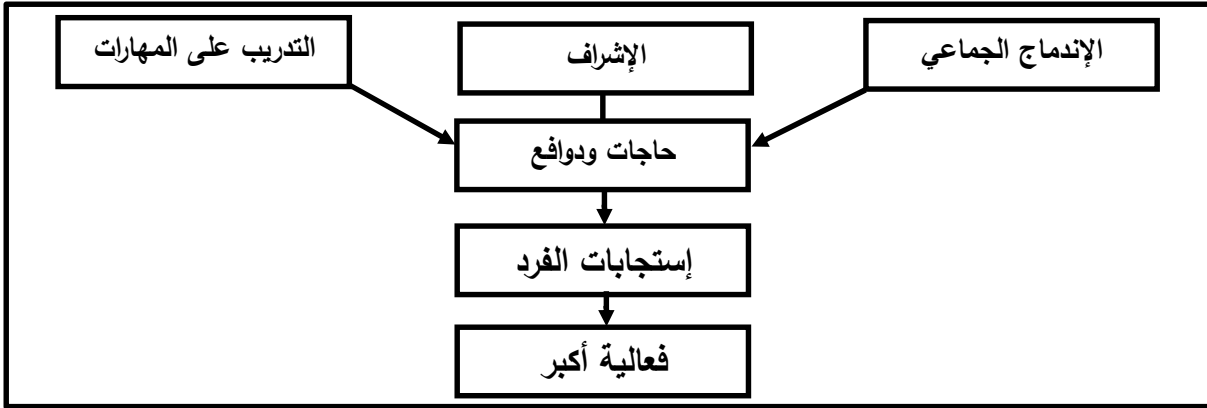 الإندماج الجماعي
الإشراف
التدريب على المهارات
حاجات ودوافع
إستجابات الفرد
فعالية أكبر